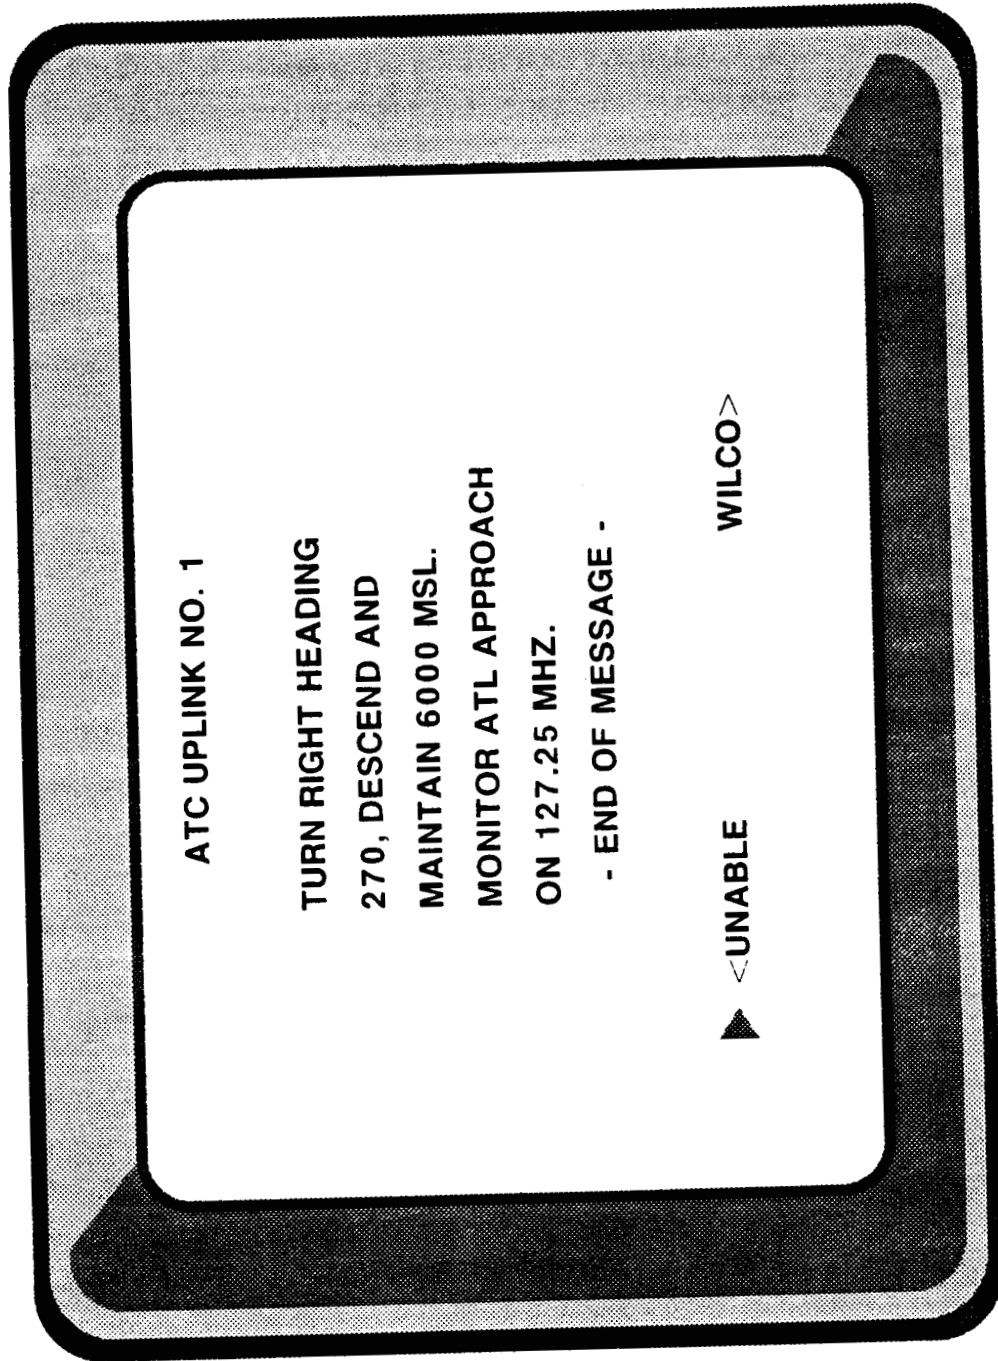 ATC UPLINK NO. 1
TURN RIGHT HEADING
270, DESCEND AND
MAINTAIN 6000 MSL.
MONITOR ATL APPROACH
ON 127.25 MHZ.
- END OF MESSAGE -
<UNABLE WILCO>